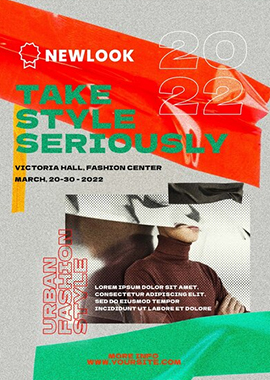 NEWLOOK
20
22
TAKE
STYLE
SERIOUSLY
VICTORIA HALL, FASHION CENTER
MARCH, 20-30 - 2022
URBAN
FASHION
STYLE
LOREM IPSUM DOLOR SIT AMET,
CONSECTETUR ADIPISCING ELIT,
SED DO EIUSMOD TEMPOR
INCIDIDUNT UT LABORE ET DOLORE
MORE INFO
WWW.YOURSITE.COM